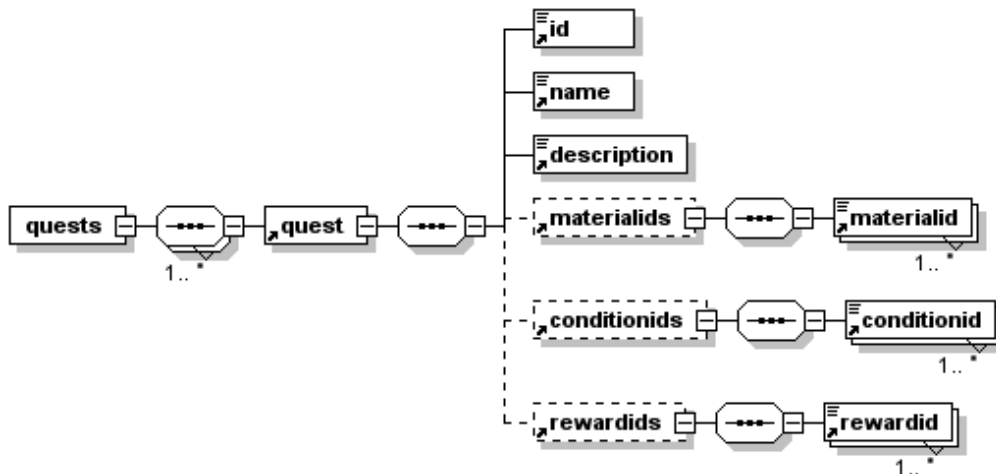 id
name
description
quests
1.. *
quest
materialids
materialid
1.. *
conditionids
conditionid
1.. *
rewardids
rewardid
1.. *